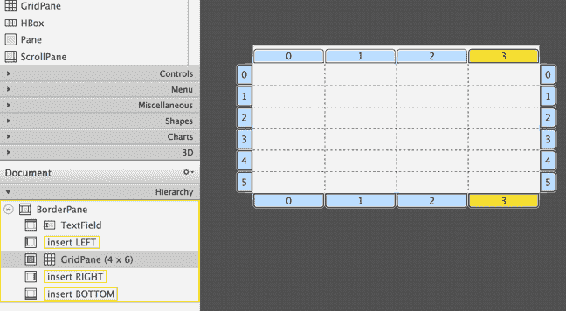 GridPane
HBox
Pane
ScrollPane
Controls
Menu
Miscellaneous
Shapes
Charts
3D
Document
Hierarchy
BorderPane
TextField
insert LEFT
GridPane (4 x 6)
insert RIGHT
insert BOTTOM
0 1 2 3
0 0
1 1
2 2
3 3
4 4
5 5
0 1 2 3